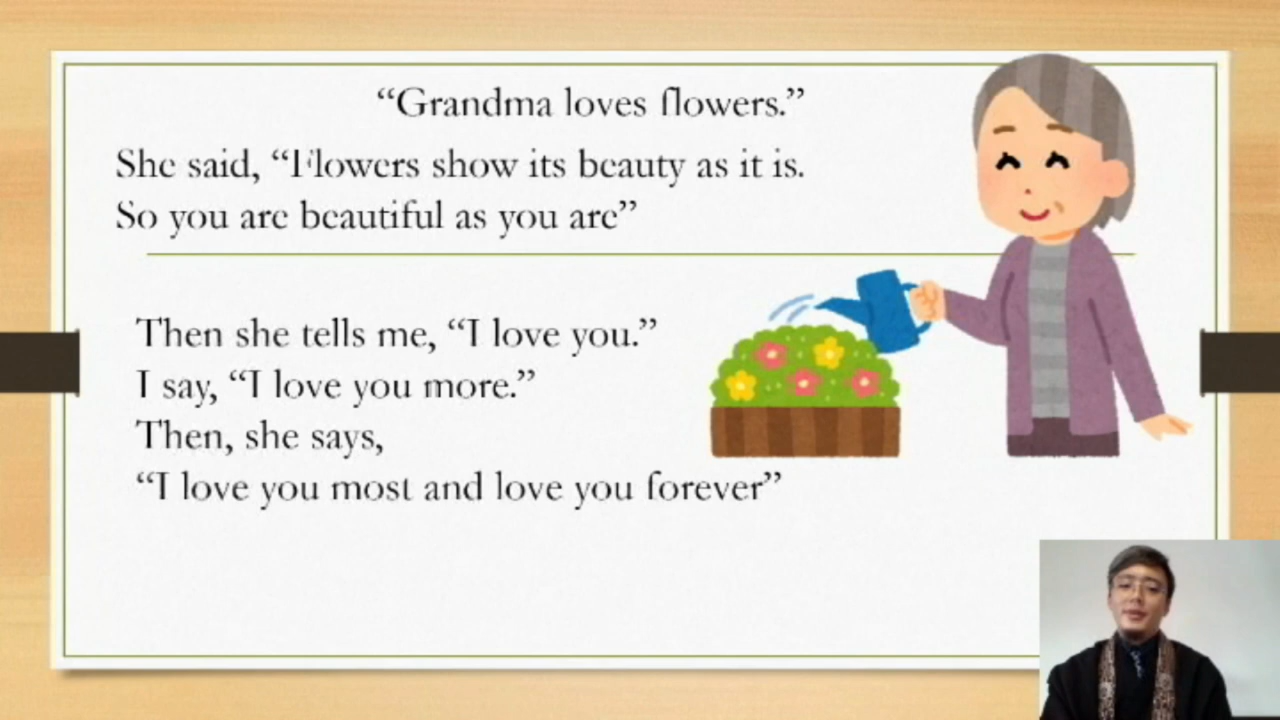 “Grandma loves flowers.”
She said, “Flowers show its beauty as it is.
So you are beautiful as you are”
Then she tells me, “I love you.”
I say, “I love you more.”
Then, she says,
“I love you most and love you forever”